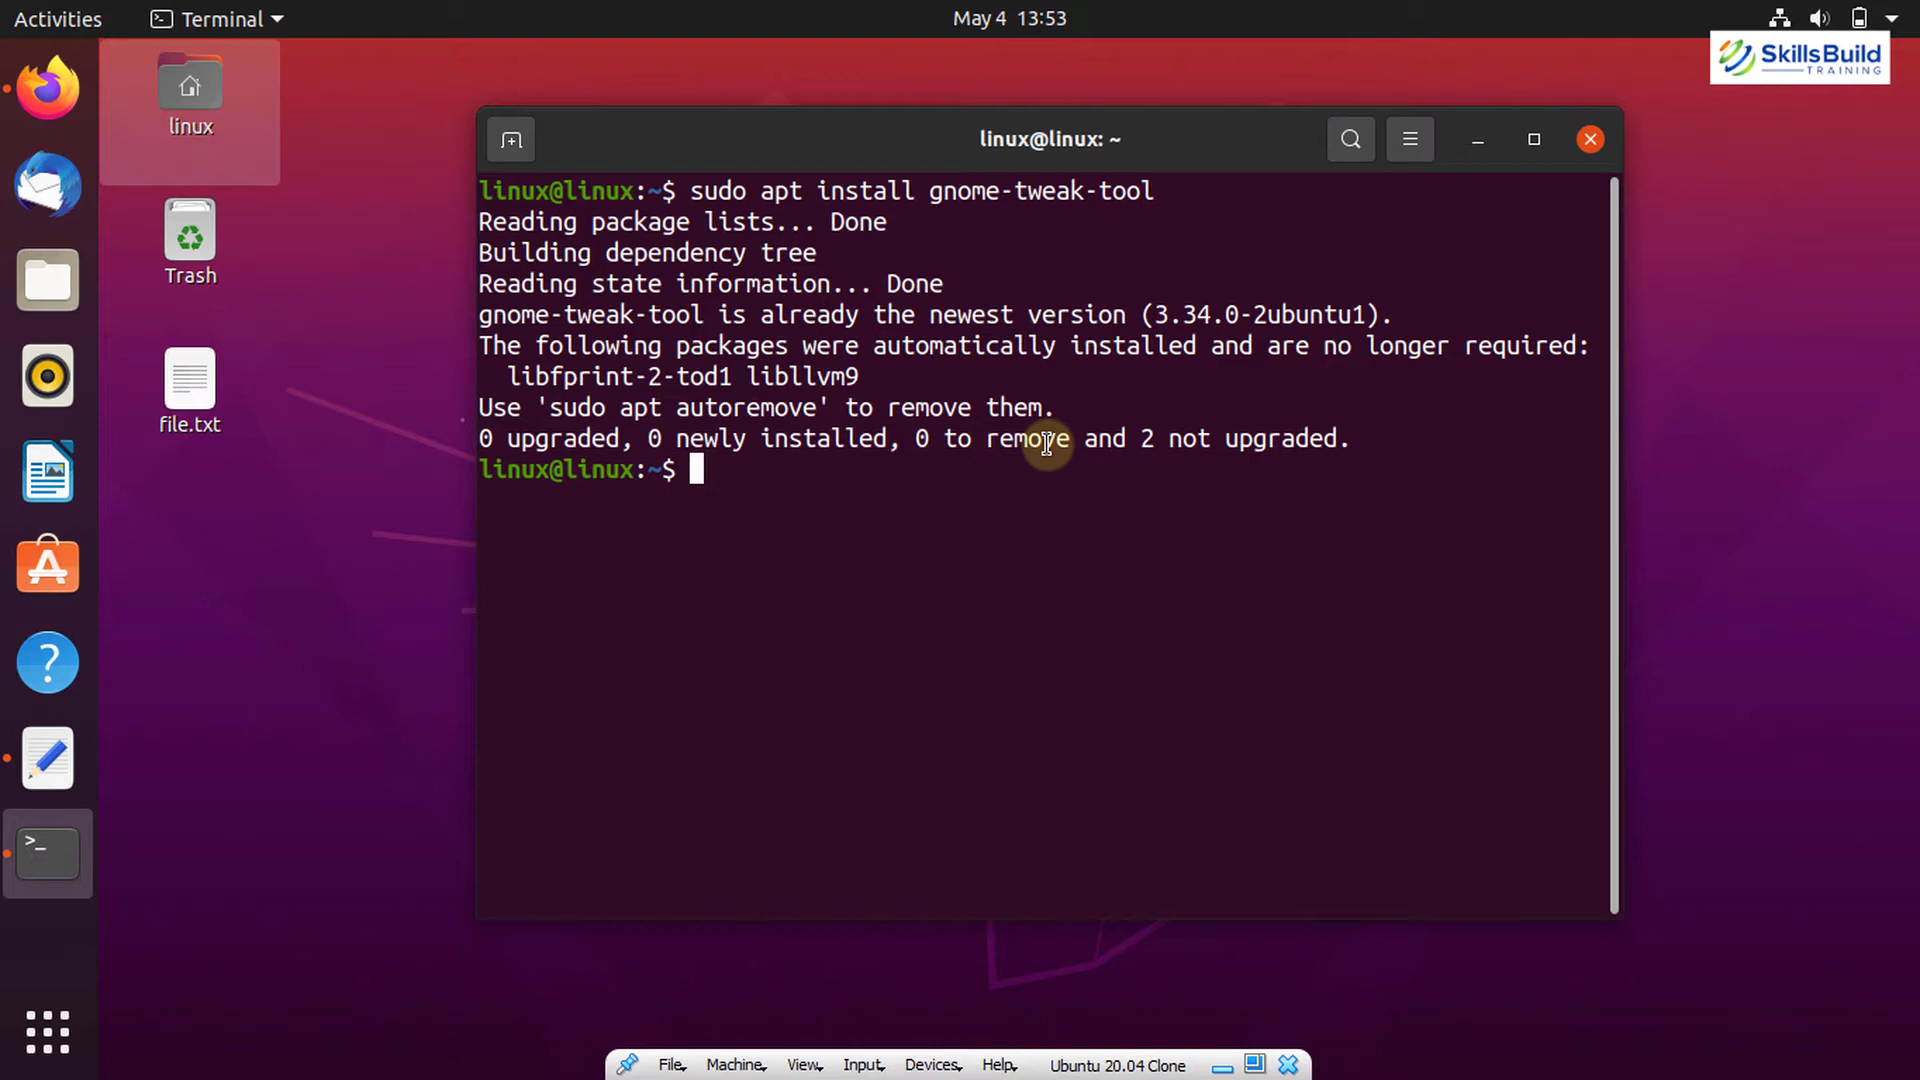 Activities
Terminal
May 4 13:53
SkillsBuild
TRAINING
linux
Trash
file.txt
linux@linux: ~
linux@linux:~$ sudo apt install gnome-tweak-tool
Reading package lists... Done
Building dependency tree
Reading state information... Done
gnome-tweak-tool is already the newest version (3.34.0-2ubuntu1).
The following packages were automatically installed and are no longer required:
libfprint-2-tod1 libllvm9
Use 'sudo apt autoremove' to remove them.
0 upgraded, 0 newly installed, 0 to remove and 2 not upgraded.
linux@linux:~$
File Machine View Input Devices Help Ubuntu 20.04 Clone